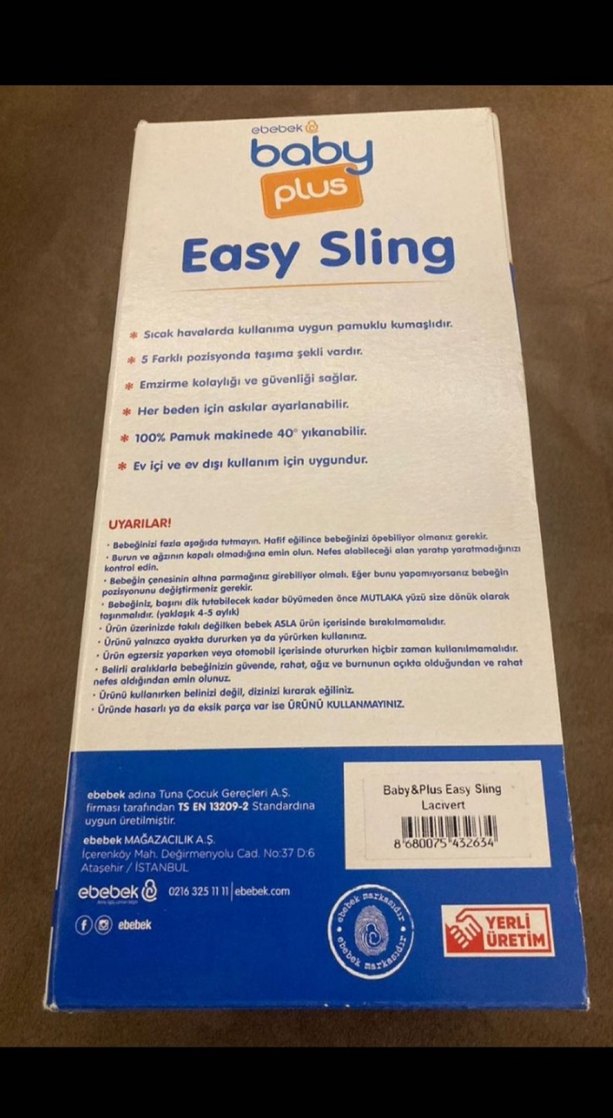 ebebek
baby
plus
Easy Sling
* Sıcak havalarda kullanıma uygun pamuklu kumaşlıdır.
* 5 Farklı pozisyonda taşıma şekli vardır.
* Emzirme kolaylığı ve güvenliği sağlar.
* Her beden için askılar ayarlanabilir.
* 100% Pamuk makinede 40° yıkanabilir.
* Ev içi ve ev dışı kullanım için uygundur.
UYARILAR!
• Bebeğinizi fazla aşağıda tutmayın. Hafif eğilince bebeğinizi öpebiliyor olmanız gerekir.
• Burun ve ağzının kapalı olmadığına emin olun. Nefes alabileceği alan yaratıp yaratmadığınızı
kontrol edin.
• Bebeğin çenesinin altına parmağınız girebiliyor olmalı. Eğer bunu yapamıyorsanız bebeğin
pozisyonunu değiştirmeniz gerekir.
• Bebeğiniz, başını dik tutabilecek kadar büyümeden önce MUTLAKA yüzü size dönük olarak
taşınmalıdır. (yaklaşık 4-5 aylık)
• Ürün üzerinizde takılı değilken bebek ASLA ürün içerisinde bırakılmamalıdır.
• Ürünü yalnızca ayakta dururken ya da yürürken kullanınız.
• Ürün egzersiz yaparken veya otomobil içerisinde otururken hiçbir zaman kullanılmamalıdır.
• Belirli aralıklarla bebeğinizin güvende, rahat, ağız ve burnunun açıkta olduğundan ve rahat
nefes aldığından emin olunuz.
• Ürünü kullanırken belinizi değil, dizinizi kırarak eğiliniz.
• Üründe hasarlı ya da eksik parça var ise ÜRÜNÜ KULLANMAYINIZ.
ebebek adına Tuna Çocuk Gereçleri A.Ş.
firması tarafından TS EN 13209-2 Standardına
uygun üretilmiştir.
ebebek MAĞAZACILIK A.Ş.
İçerenköy Mah. Değirmenyolu Cad. No:37 D:6
Ataşehir / İSTANBUL
ebebek 0216 325 11 11 | ebebek.com
ebebek
Baby&Plus Easy Sling
Lacivert
8 680075 432634
ebebek markasıdır
ebebek markasıdır
YERLİ
ÜRETİM